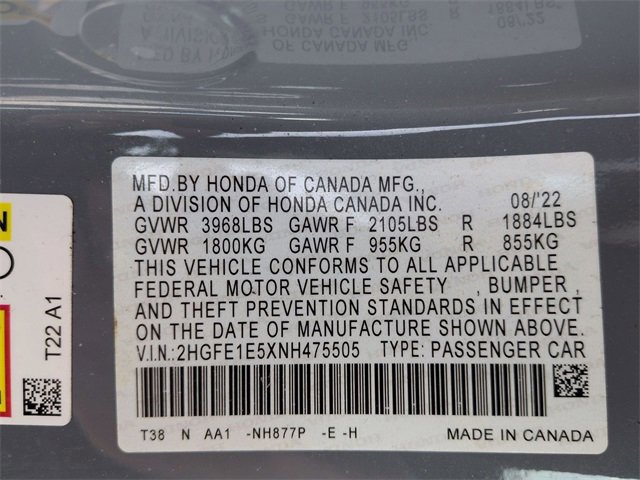 MFD.BY HONDA OF CANADA MFG.,
A DIVISION OF HONDA CANADA INC. 08/'22
GVWR 3968LBS GAWR F 2105LBS R 1884LBS
GVWR 1800KG GAWR F 955KG R 855KG
THIS VEHICLE CONFORMS TO ALL APPLICABLE
FEDERAL MOTOR VEHICLE SAFETY , BUMPER ,
AND THEFT PREVENTION STANDARDS IN EFFECT
ON THE DATE OF MANUFACTURE SHOWN ABOVE.
V.I.N.:2HGFE1E5XNH475505 TYPE: PASSENGER CAR
T38 N AA1 -NH877P -E -H MADE IN CANADA
T22 A1